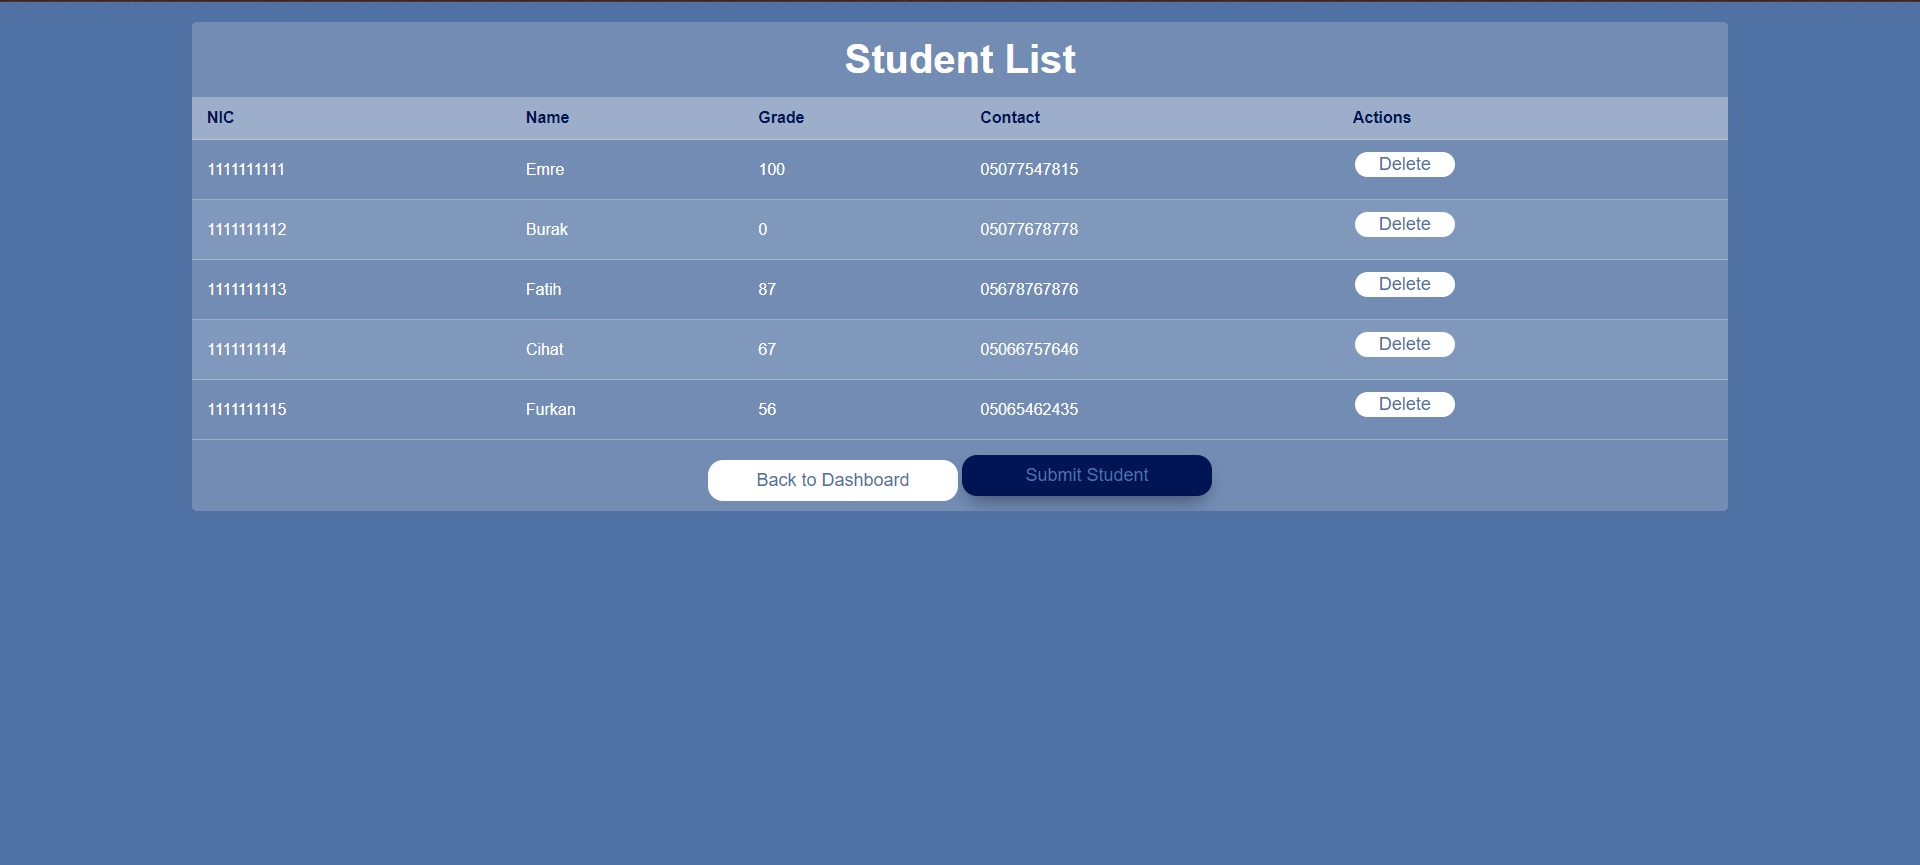 Student List
NIC Name Grade Contact Actions
1111111111 Emre 100 05077547815 Delete
1111111112 Burak 0 05077678778 Delete
1111111113 Fatih 87 05678767876 Delete
1111111114 Cihat 67 05066757646 Delete
1111111115 Furkan 56 05065462435 Delete
Back to Dashboard Submit Student